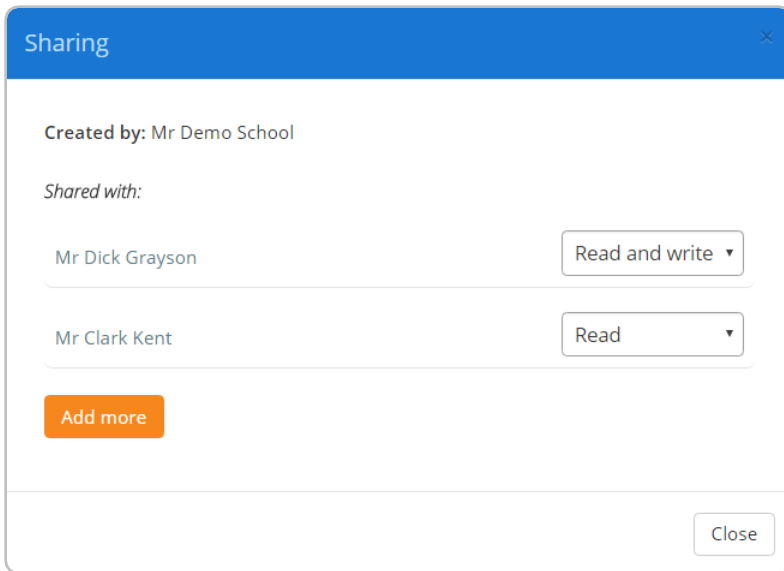 Sharing
×
Created by: Mr Demo School
Shared with:
Mr Dick Grayson Read and write
Mr Clark Kent Read
Add more
Close